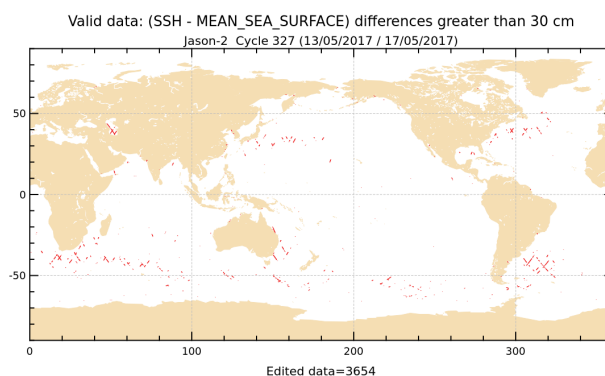 Valid data: (SSH - MEAN_SEA_SURFACE) differences greater than 30 cm
Jason-2 Cycle 327 (13/05/2017 / 17/05/2017)
50
0
-50
0 100 200 300
Edited data=3654